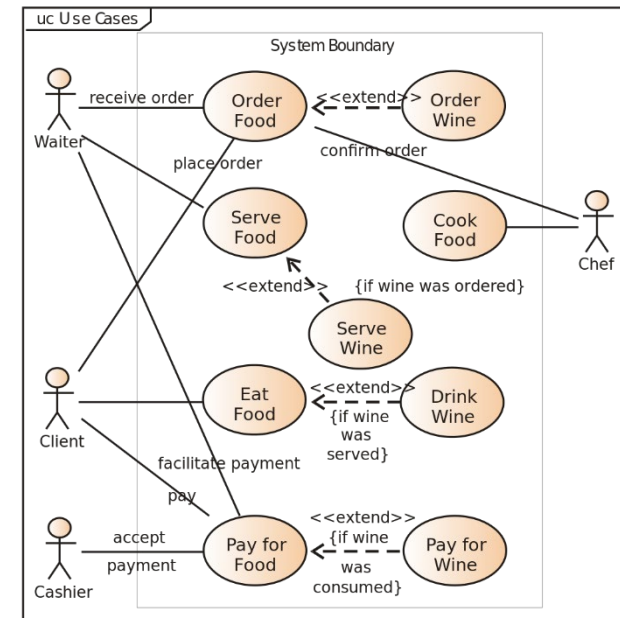 uc Use Cases
System Boundary
receive order
Order
Food
<<extend>>
Order
Wine
Waiter
confirm order
place order
Serve
Food
Cook
Food
Chef
<<extend>>
{if wine was ordered}
Serve
Wine
Eat
Food
<<extend>>
{if wine
was
served}
Drink
Wine
Client
facilitate payment
pay
accept
payment
Pay for
Food
<<extend>>
{if wine
was
consumed}
Pay for
Wine
Cashier